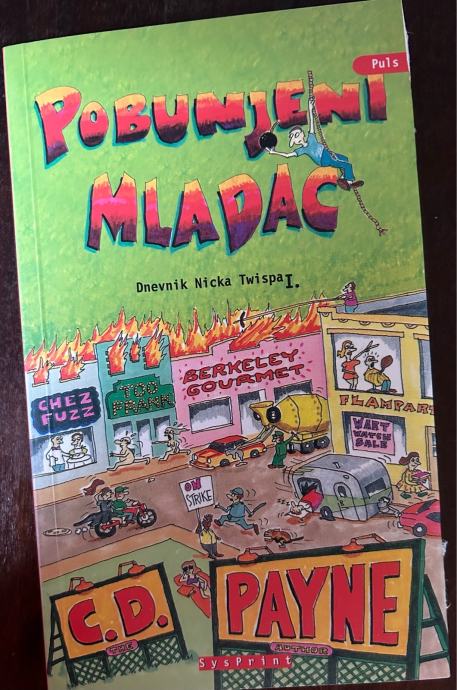 Puls
POBUNJENI
MLADAC
Dnevnik Nicka Twispa I.
BERKELEY
GOURMET
CHEZ
FUZZ
TOO
FRANK
FLAMPAR
WART
WATCH
SALE
ON
STRIKE
C.D.
THE
PAYNE
AUTHOR
SysPrint